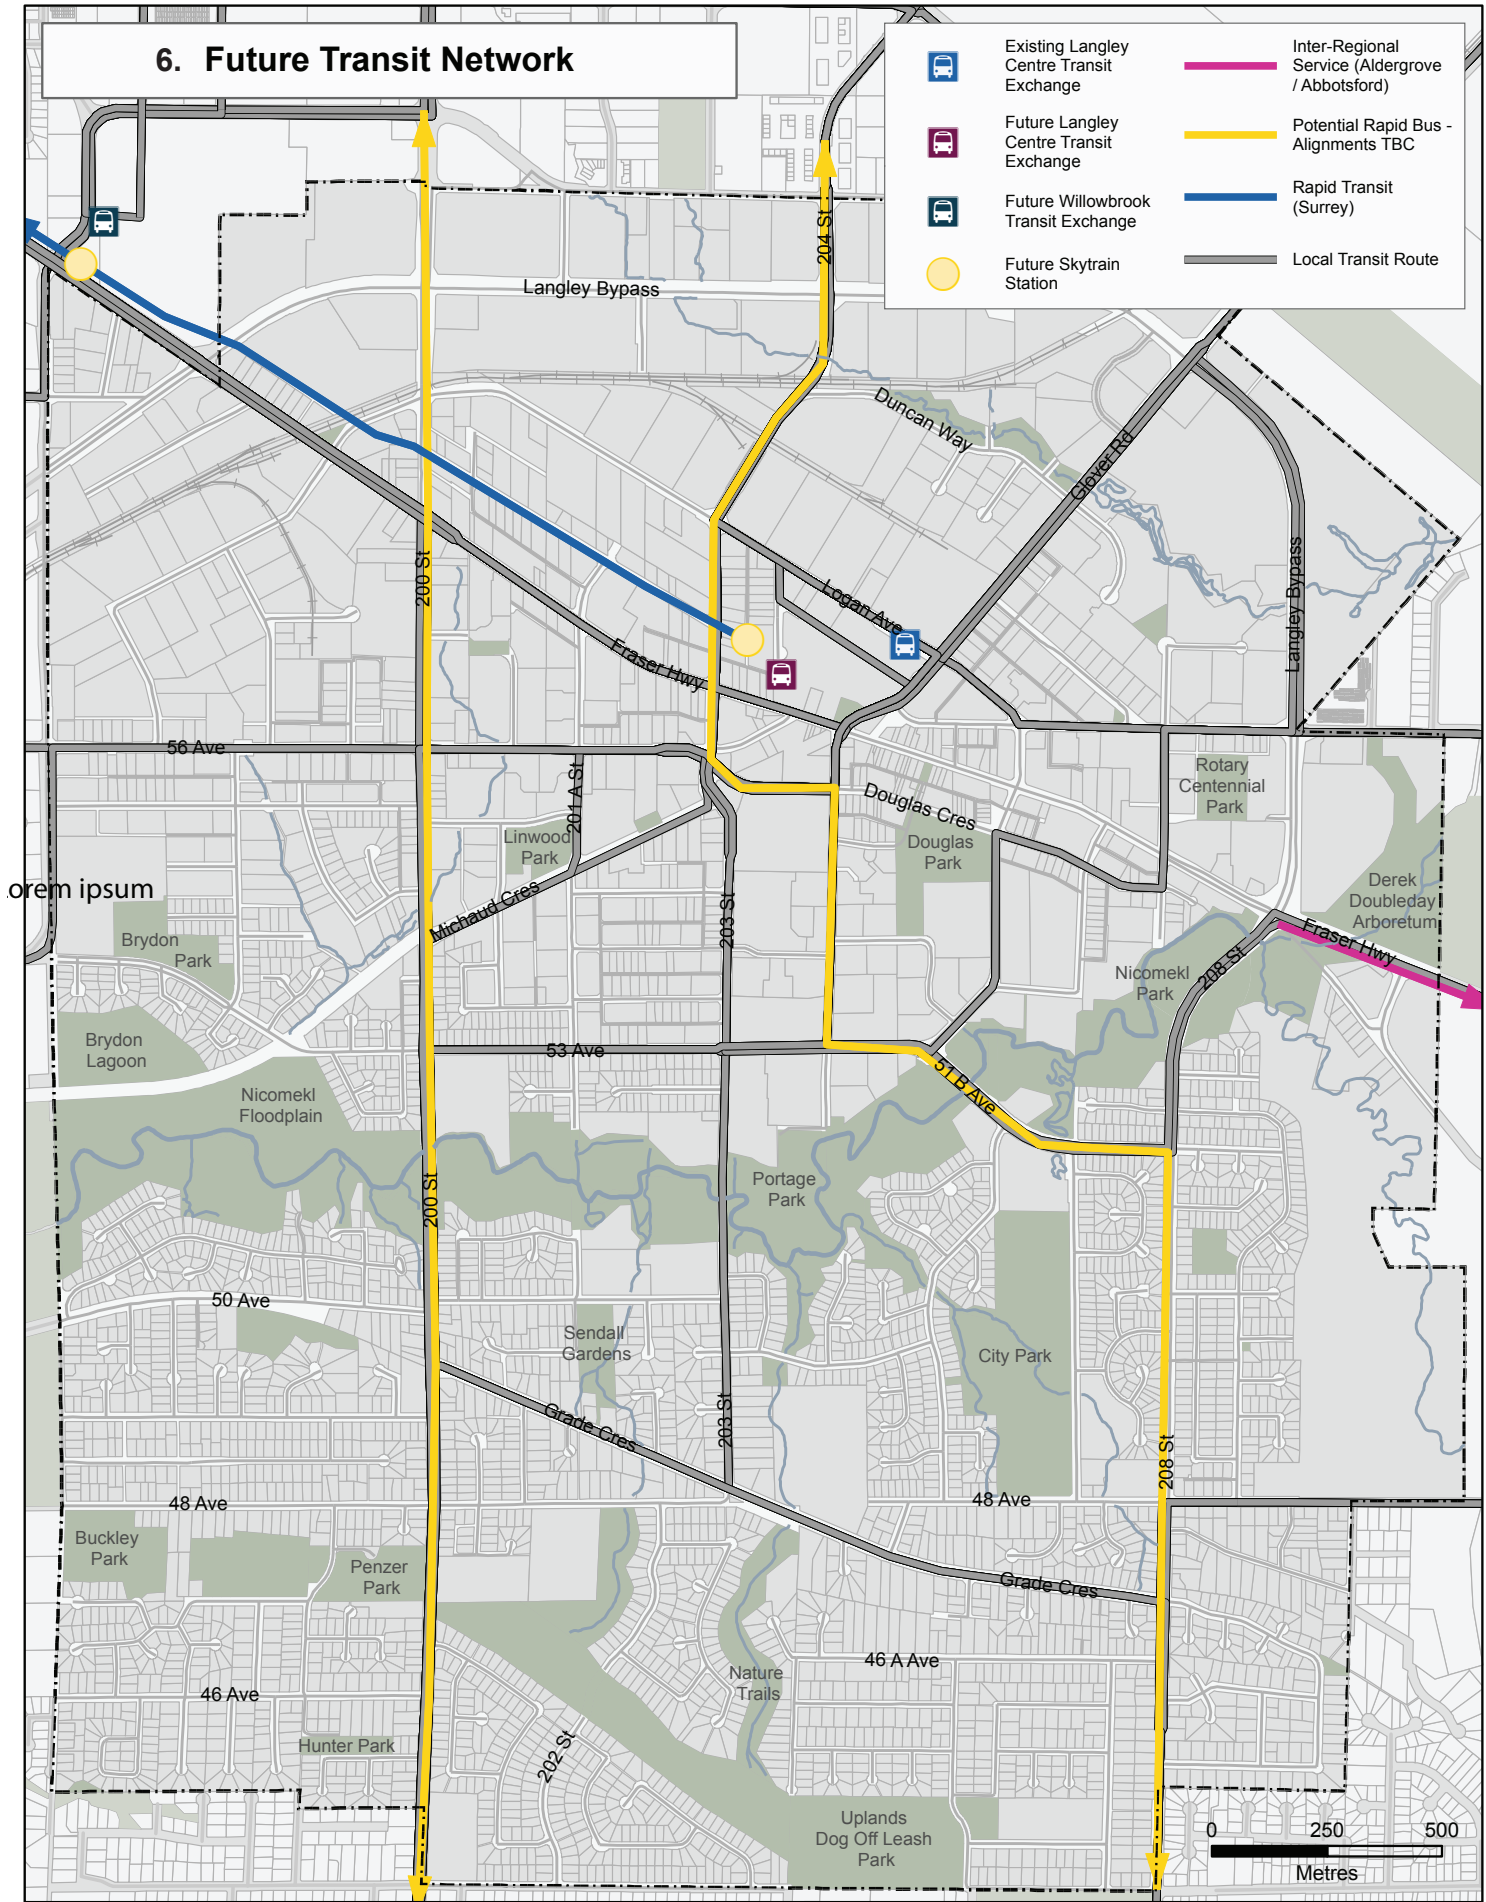 6. Future Transit Network
Existing Langley
Centre Transit
Exchange
Future Langley
Centre Transit
Exchange
Future Willowbrook
Transit Exchange
Future Skytrain
Station
Inter-Regional
Service (Aldergrove
/ Abbotsford)
Potential Rapid Bus -
Alignments TBC
Rapid Transit
(Surrey)
Local Transit Route
204 St
Langley Bypass
Duncan Way
Glover Rd
200 St
Logan Ave
Langley Bypass
Fraser Hwy
56 Ave
201 A St
Rotary
Centennial
Park
Douglas Cres
Linwood
Park
Douglas
Park
orem ipsum
Michaud Cres
203 St
Derek
Doubleday
Arboretum
Brydon
Park
Fraser Hwy
208 St
Nicomekl
Park
Brydon
Lagoon
53 Ave
51 B Ave
Nicomekl
Floodplain
200 St
Portage
Park
50 Ave
Sendall
Gardens
City Park
Grade Cres
203 St
208 St
48 Ave
48 Ave
Buckley
Park
Penzer
Park
Grade Cres
46 A Ave
Nature
Trails
46 Ave
Hunter Park
202 St
Uplands
Dog Off Leash
Park
0 250 500
Metres